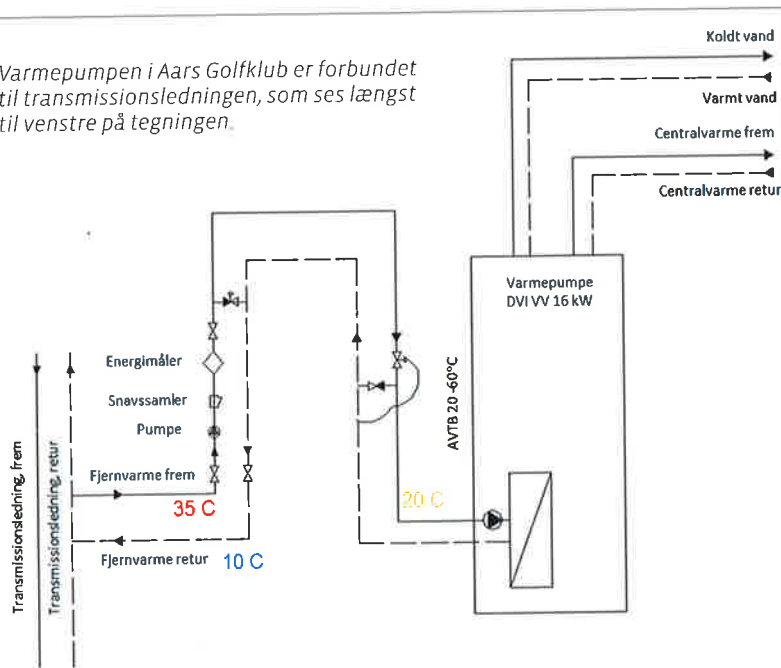 Varmepumpen i Aars Golfklub er forbundet
til transmissionsledningen, som ses længst
til venstre på tegningen.
Koldt vand
Varmt vand
Centralvarme frem
Centralvarme retur
Varmepumpe
DVI VV 16 kW
AVTB 20 -60°C
Energimåler
Snavssamler
Pumpe
Fjernvarme frem
35 C
20 C
Fjernvarme retur
10 C
Transmissionsledning, frem
Transmissionsledning, retur